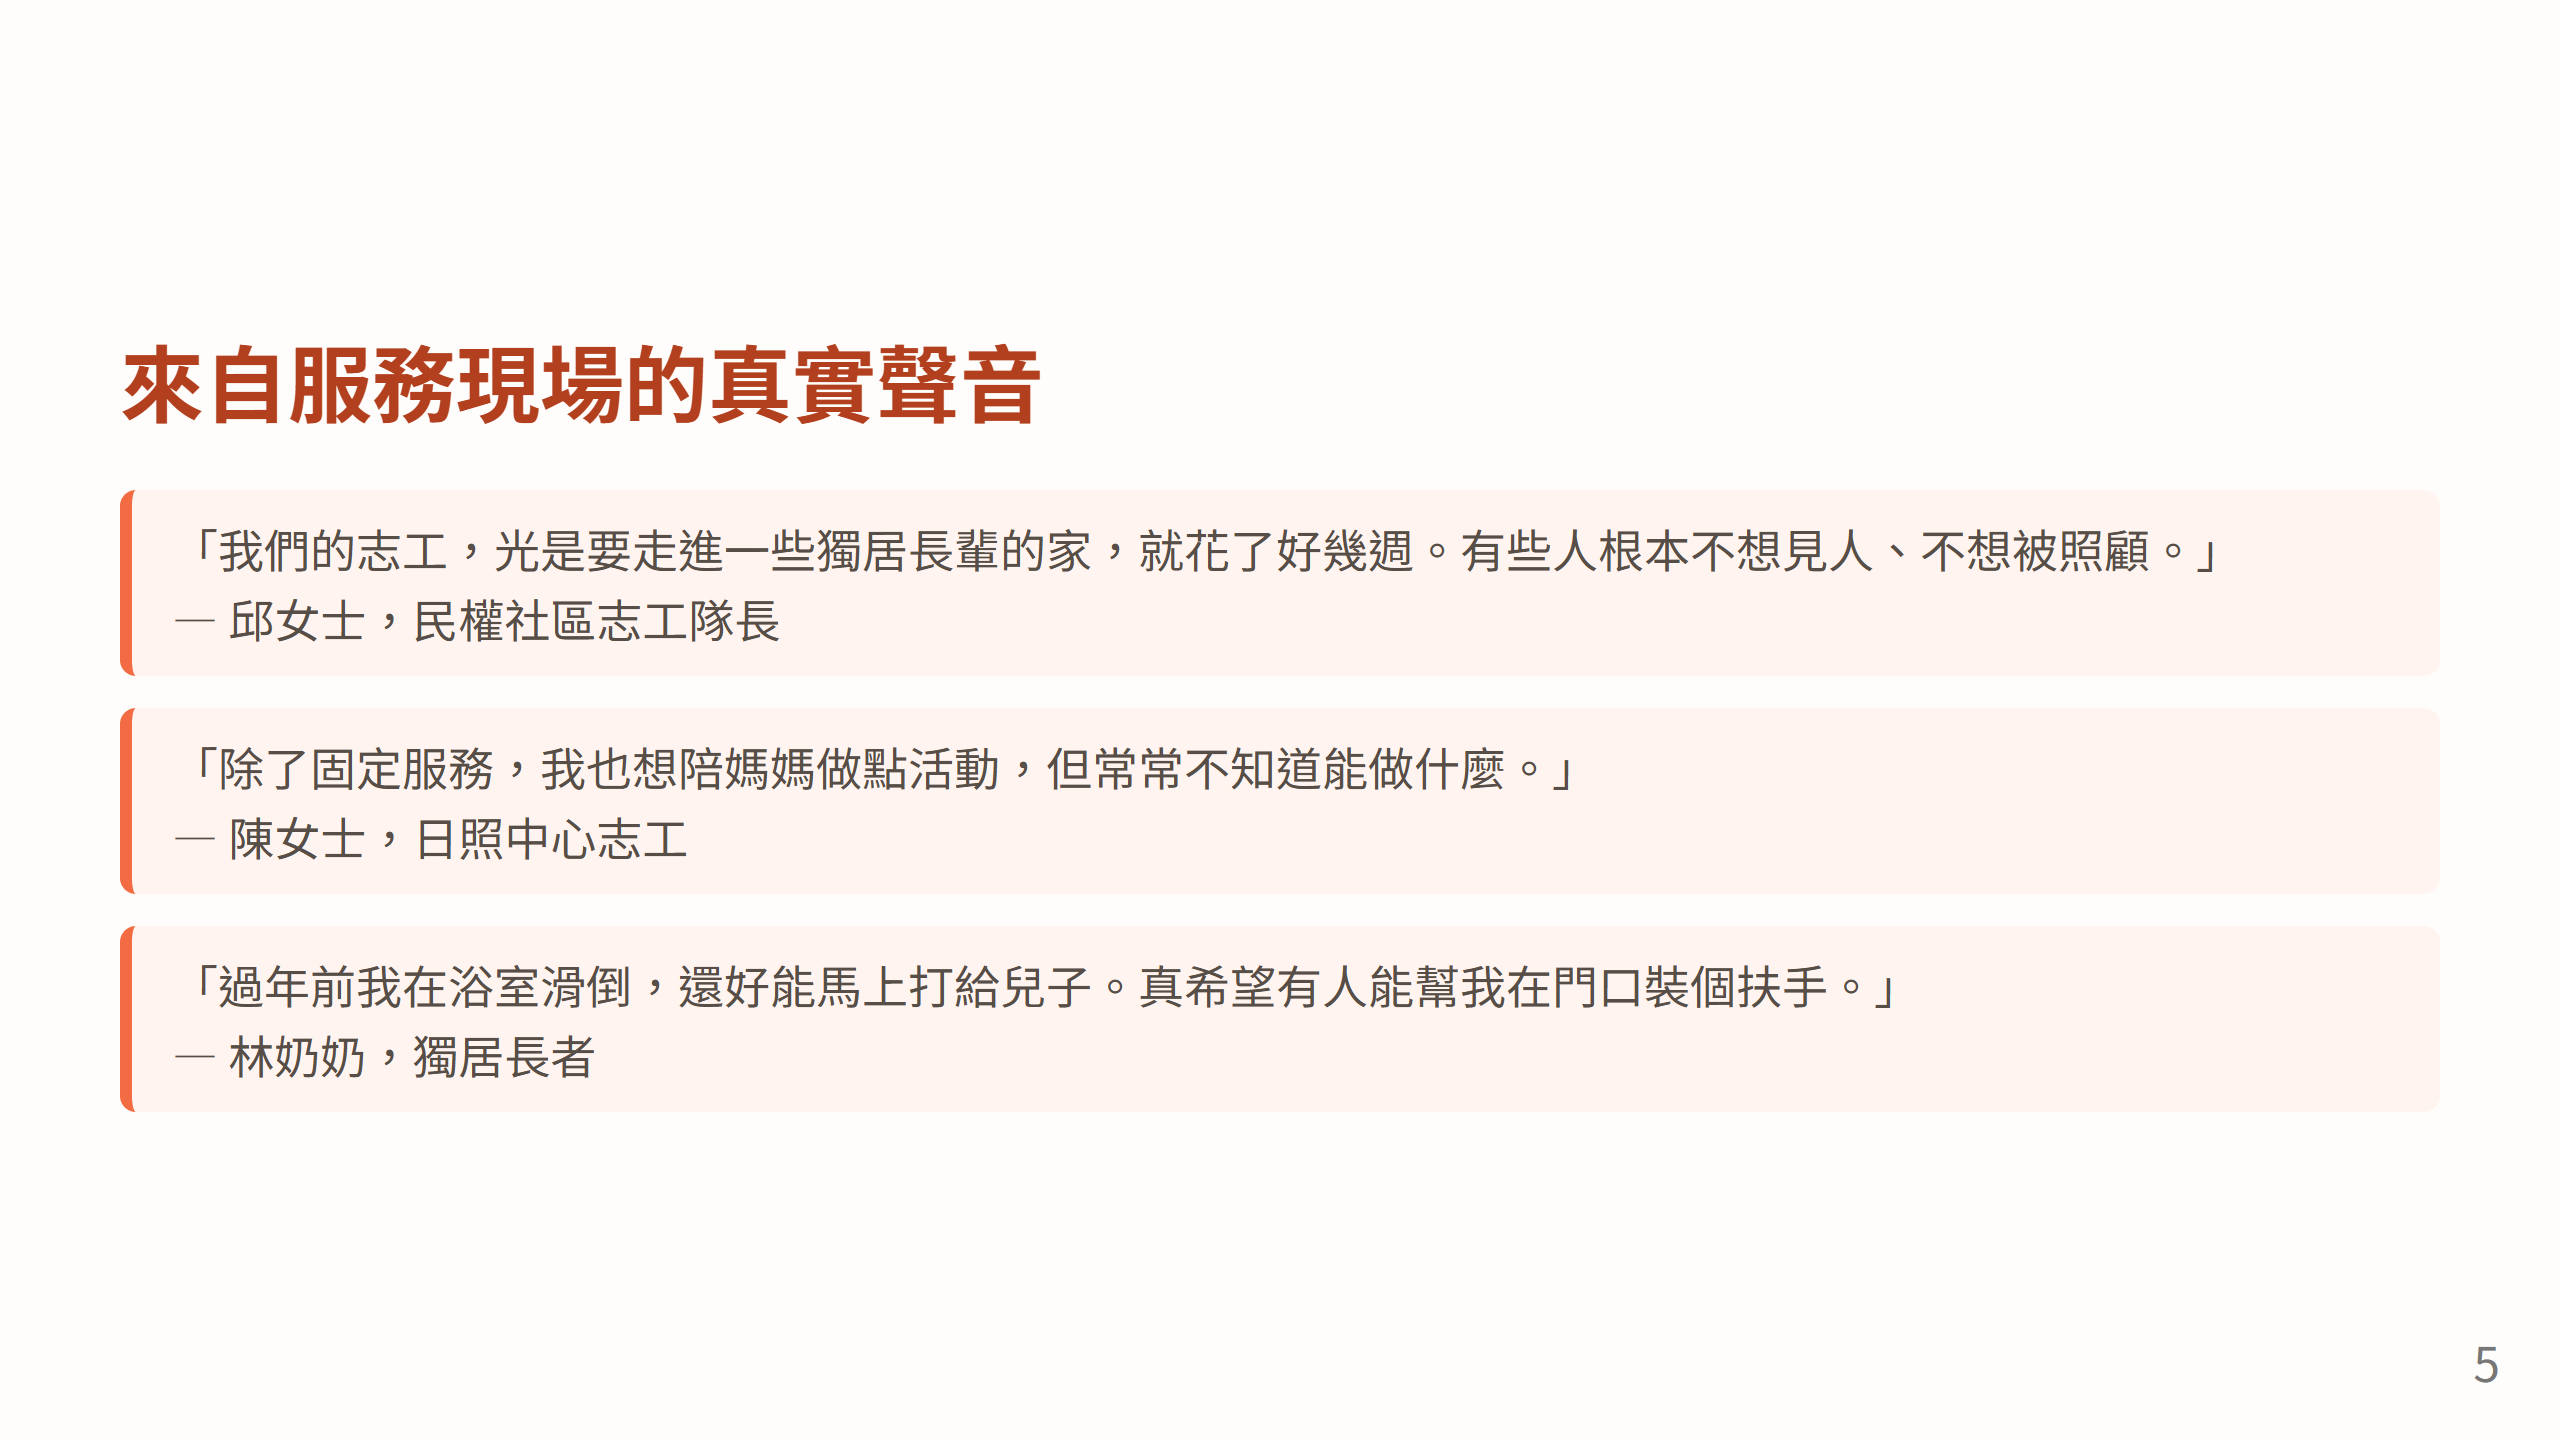 來自服務現場的真實聲音
「我們的志工，光是要走進一些獨居長輩的家，就花了好幾週。有些人根本不想見人、不想被照顧。」
— 邱女士，民權社區志工隊長
「除了固定服務，我也想陪媽媽做點活動，但常常不知道能做什麼。」
— 陳女士，日照中心志工
「過年前我在浴室滑倒，還好能馬上打給兒子。真希望有人能幫我在門口裝個扶手。」
— 林奶奶，獨居長者
5